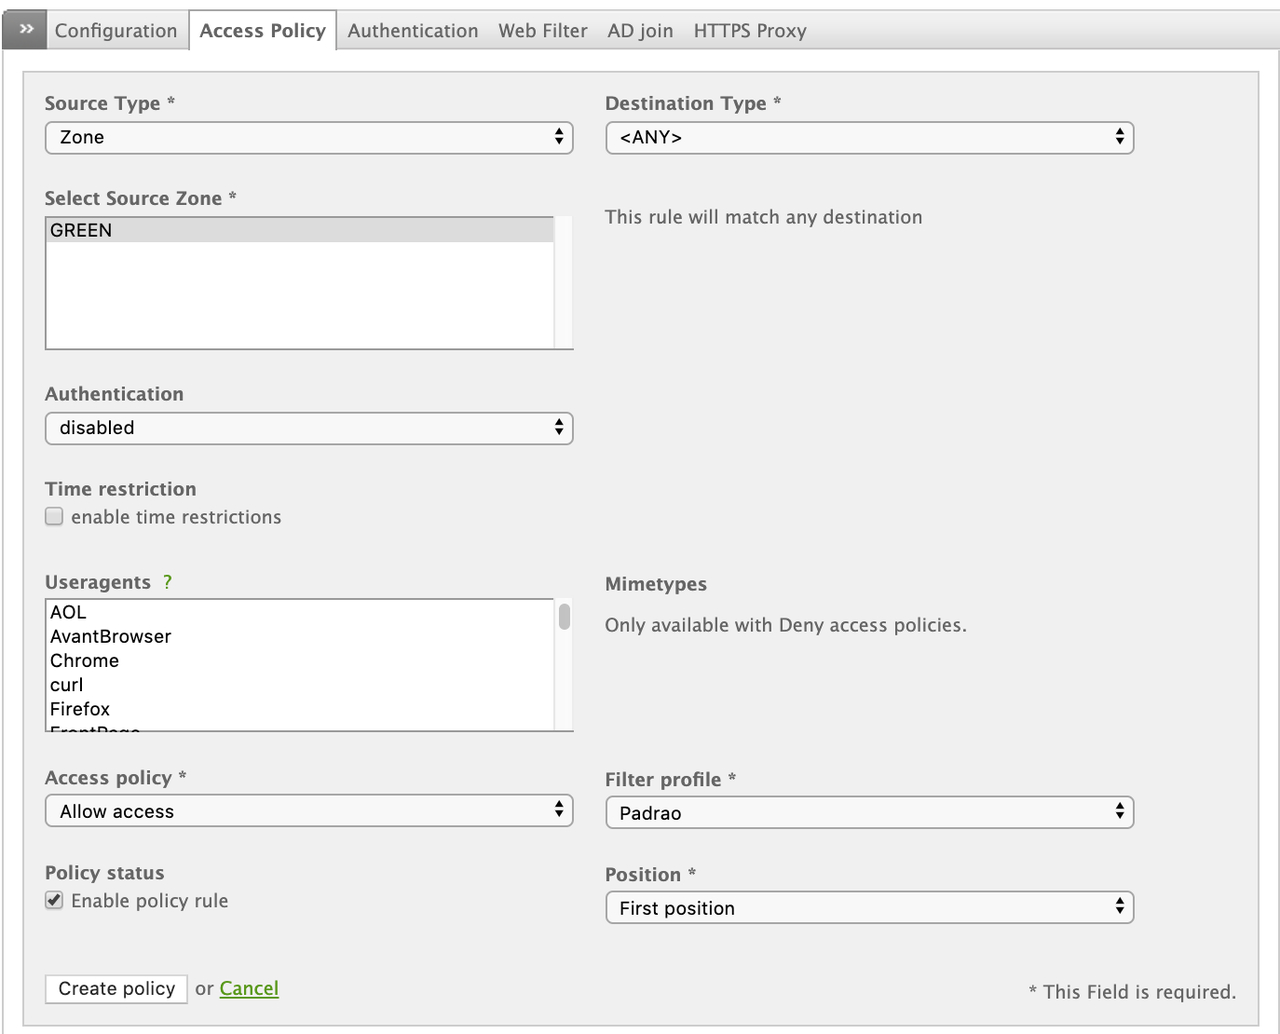 » Configuration Access Policy Authentication Web Filter AD join HTTPS Proxy
Source Type *
Zone
Destination Type *
<ANY>
Select Source Zone *
GREEN
This rule will match any destination
Authentication
disabled
Time restriction
enable time restrictions
Useragents ?
AOL
AvantBrowser
Chrome
curl
Firefox
FrontPage
Mimetypes
Only available with Deny access policies.
Access policy *
Allow access
Filter profile *
Padrao
Policy status
Enable policy rule
Position *
First position
Create policy or Cancel
* This Field is required.